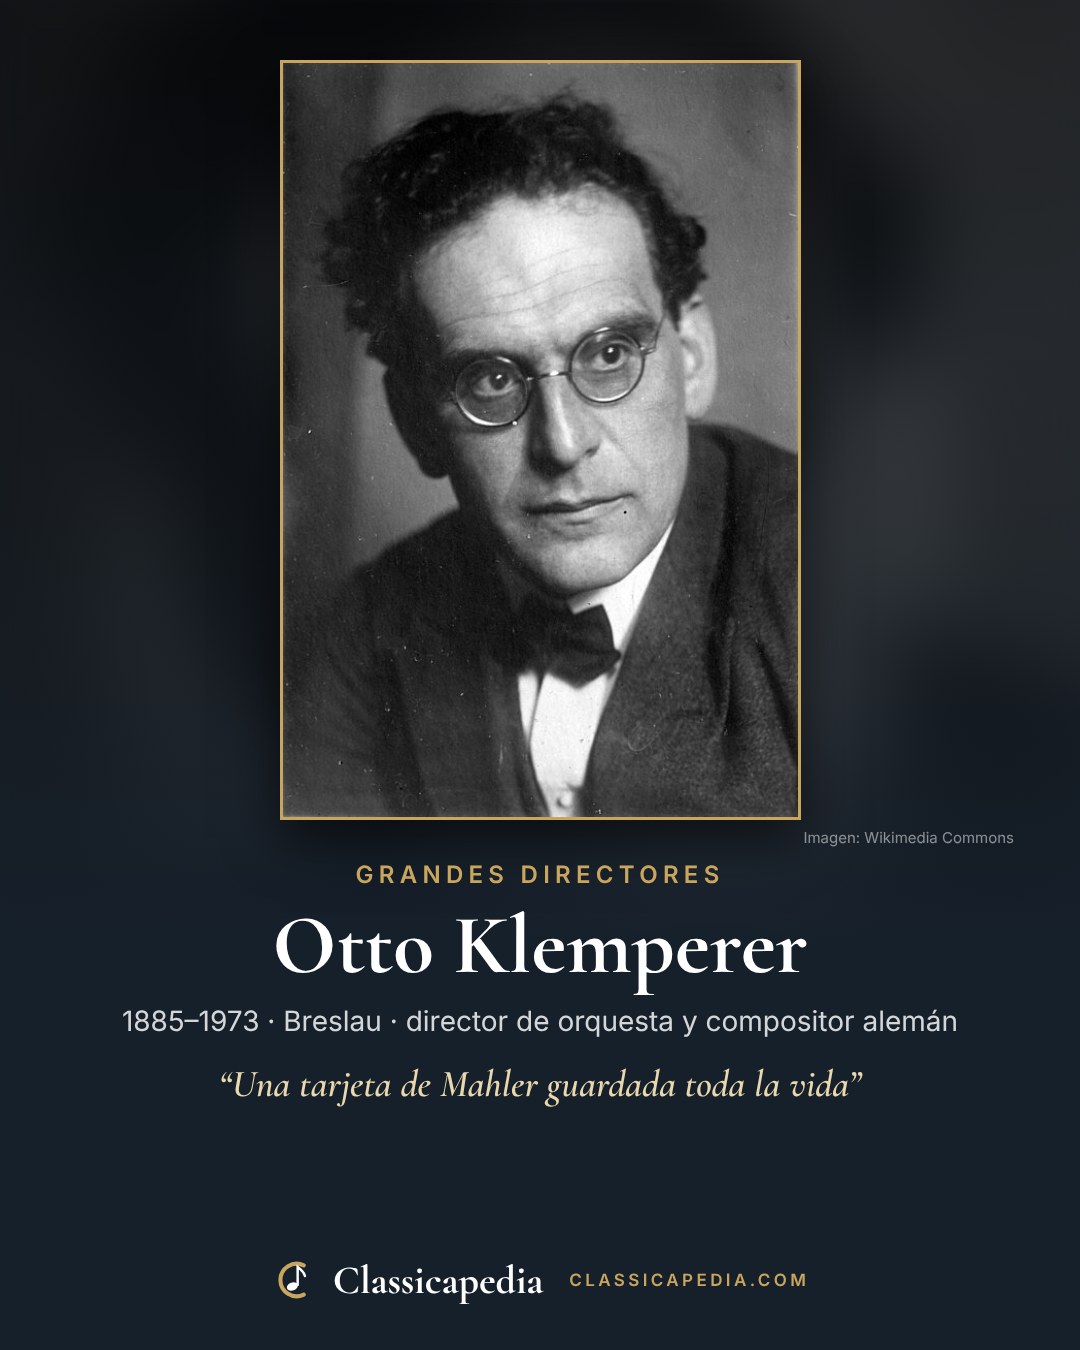 Imagen: Wikimedia Commons
GRANDES DIRECTORES
Otto Klemperer
1885–1973 · Breslau · director de orquesta y compositor alemán
“Una tarjeta de Mahler guardada toda la vida”
Classicapedia CLASSICAPEDIA.COM